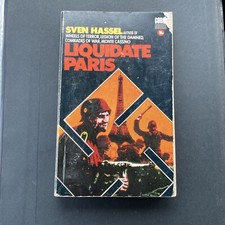 SVEN HASSEL AUTHOR OF
WHEELS OF TERROR, LEGION OF THE DAMNED,
COMRADES OF WAR, MONTE CASSINO
LIQUIDATE
PARIS